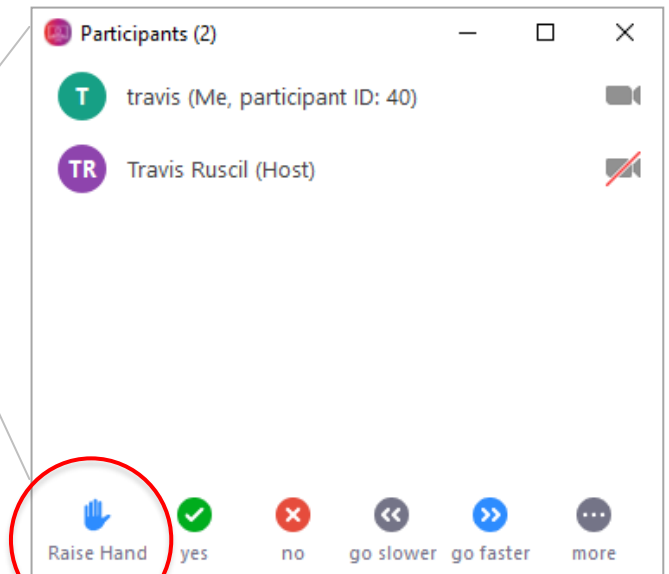 Participants (2)
T travis (Me, participant ID: 40)
TR Travis Ruscil (Host)
Raise Hand yes no go slower go faster more